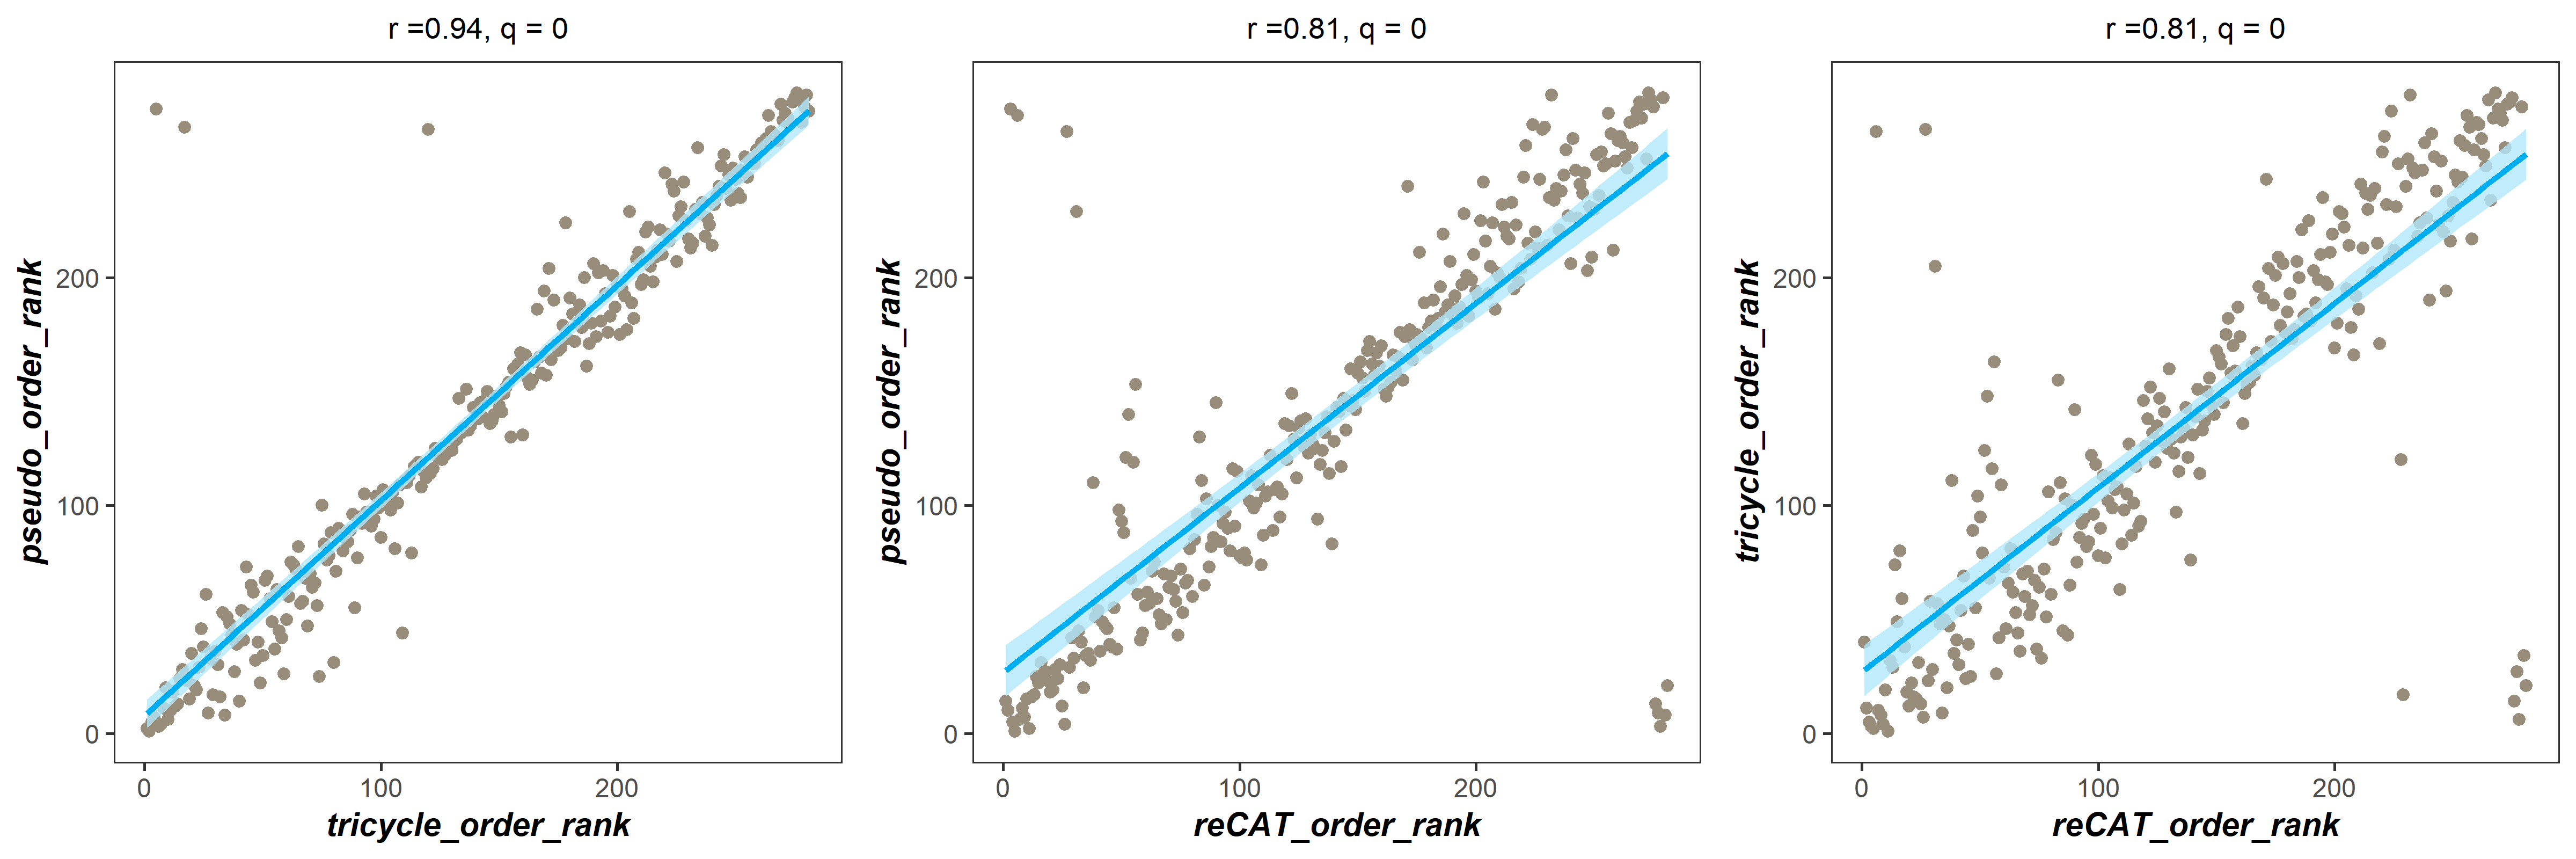 r =0.94, q = 0
pseudo_order_rank
200
100
0
0 100 200
tricycle_order_rank
r =0.81, q = 0
pseudo_order_rank
200
100
0
0 100 200
reCAT_order_rank
r =0.81, q = 0
tricycle_order_rank
200
100
0
0 100 200
reCAT_order_rank